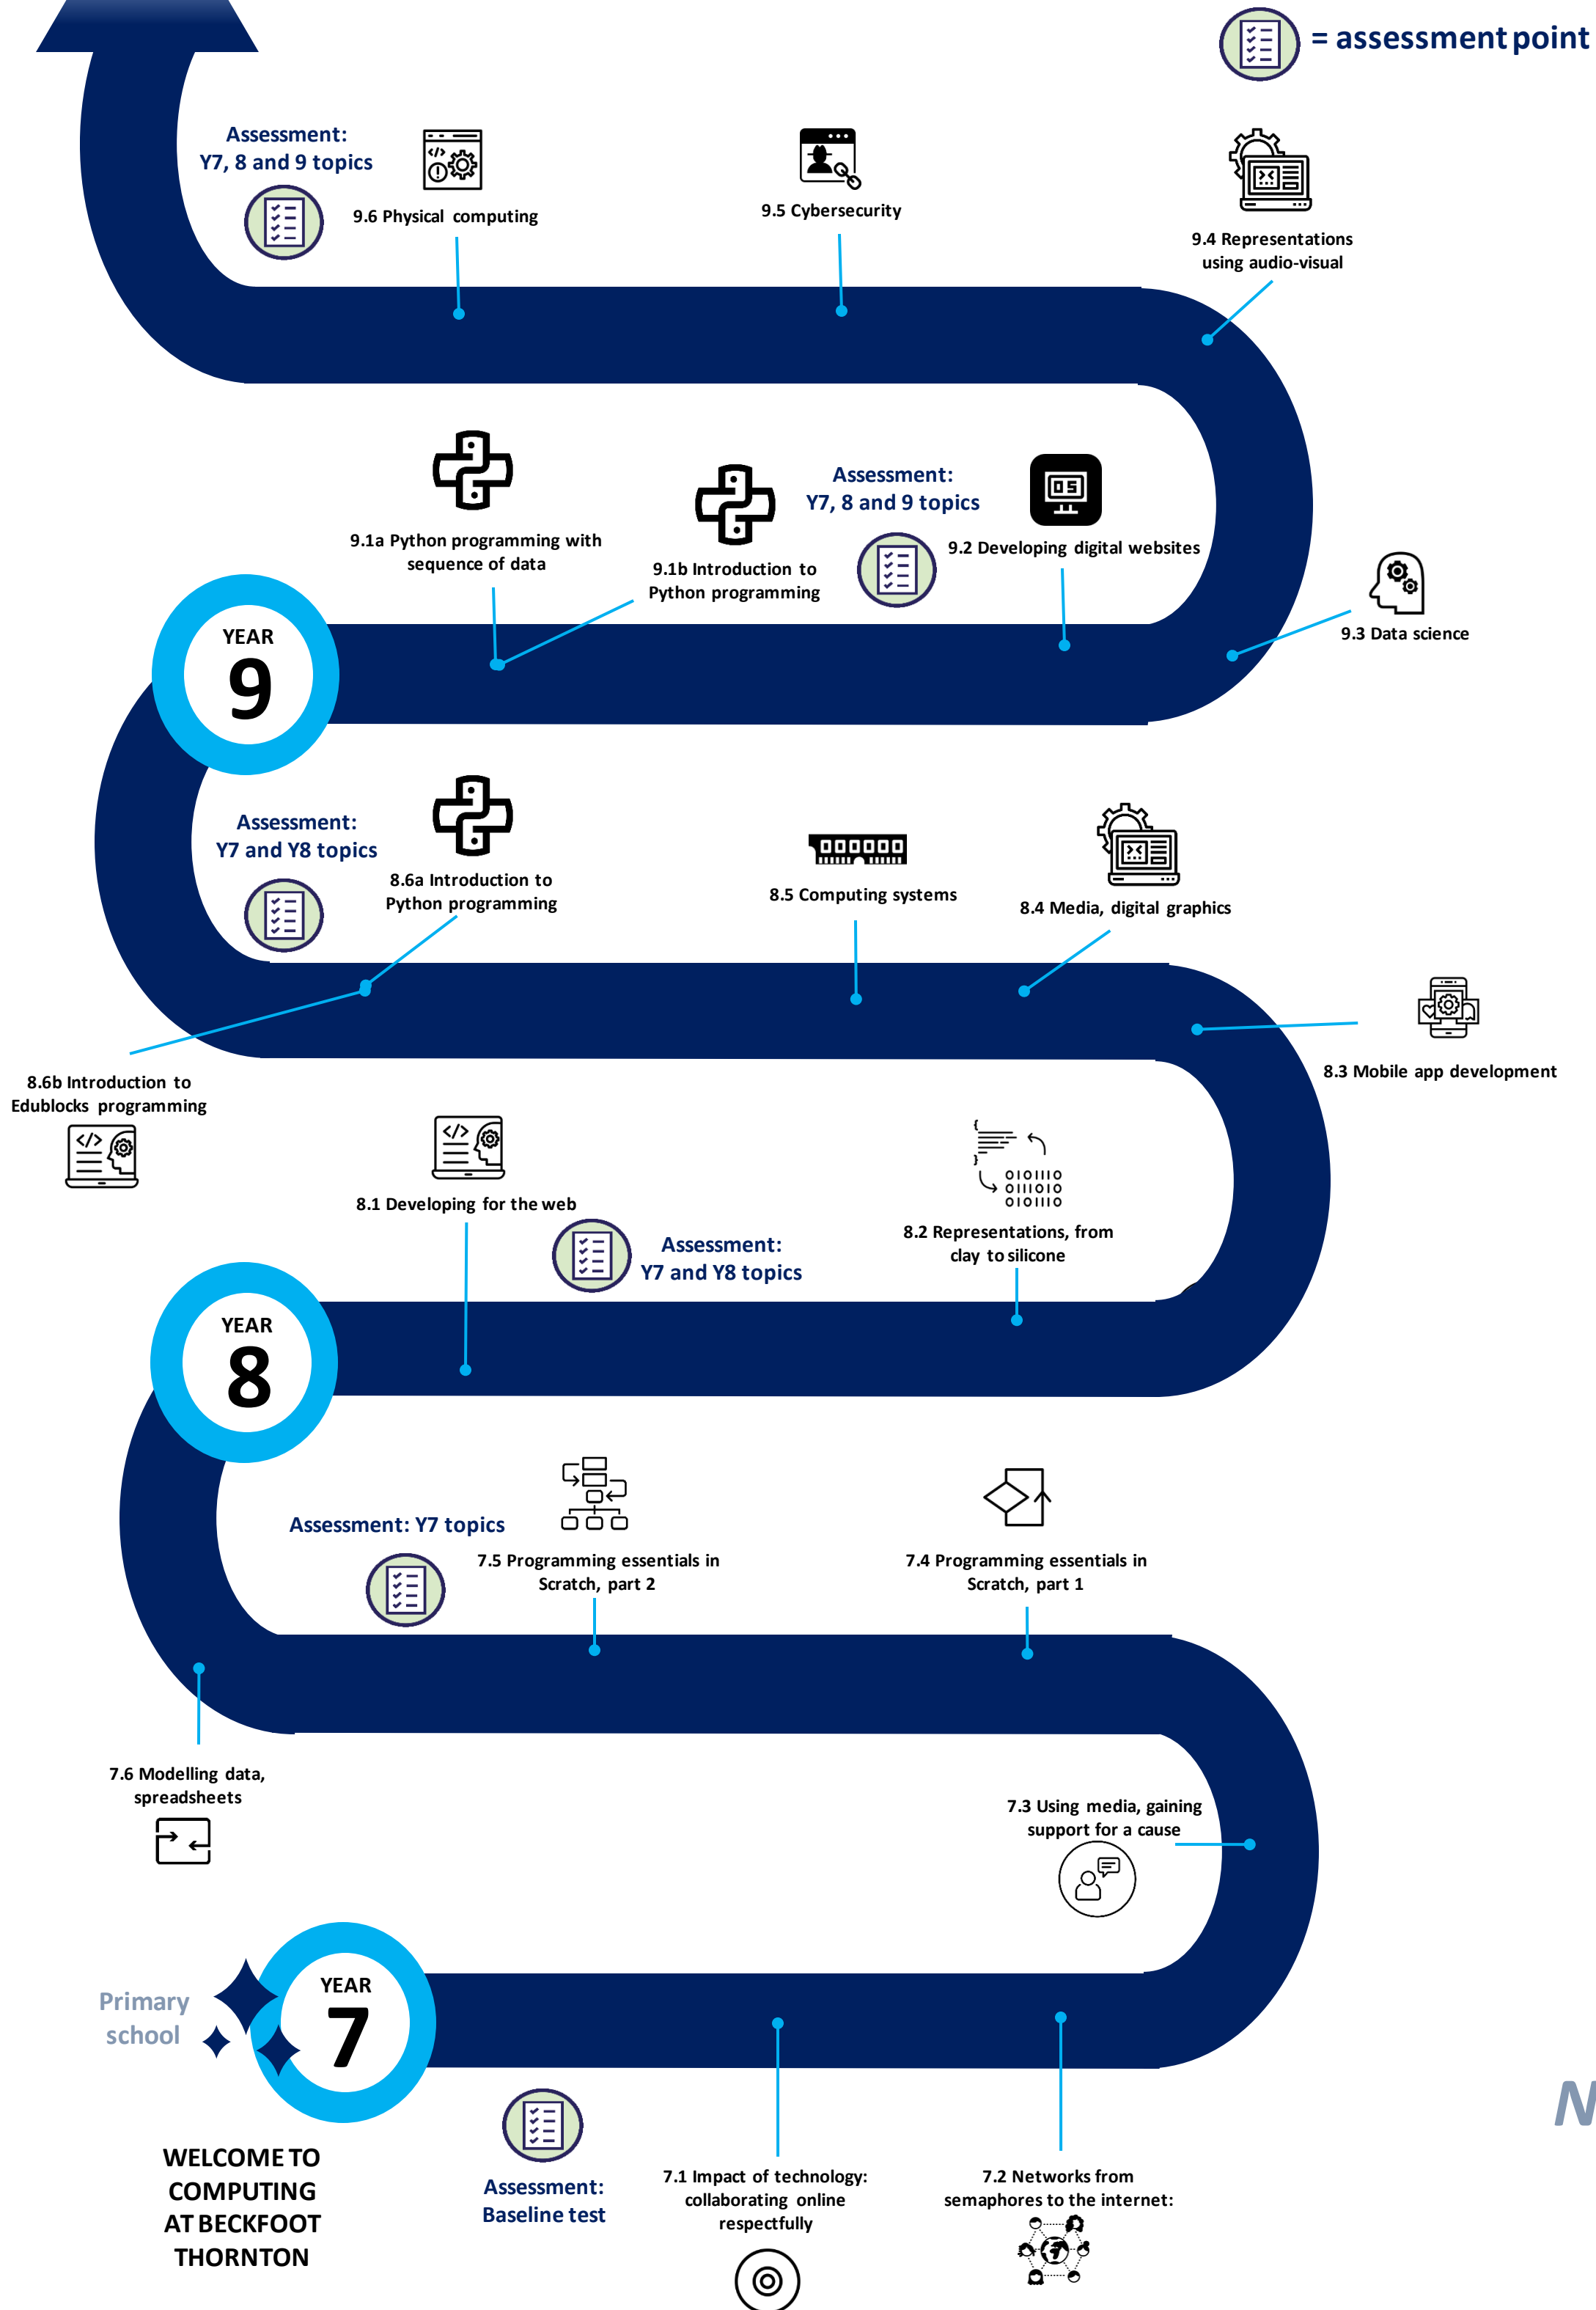 = assessment point
Assessment:
Y7, 8 and 9 topics
9.6 Physical computing
9.5 Cybersecurity
9.4 Representations
using audio-visual
9.1a Python programming with
sequence of data
9.1b Introduction to
Python programming
Assessment:
Y7, 8 and 9 topics
9.2 Developing digital websites
9.3 Data science
YEAR
9
Assessment:
Y7 and Y8 topics
8.6a Introduction to
Python programming
8.5 Computing systems
8.4 Media, digital graphics
8.3 Mobile app development
8.6b Introduction to
Edublocks programming
8.1 Developing for the web
Assessment:
Y7 and Y8 topics
8.2 Representations, from
clay to silicone
0101110
0111010
0101110
YEAR
8
Assessment: Y7 topics
7.5 Programming essentials in
Scratch, part 2
7.4 Programming essentials in
Scratch, part 1
7.6 Modelling data,
spreadsheets
7.3 Using media, gaining
support for a cause
Primary
school
YEAR
7
N
WELCOME TO
COMPUTING
AT BECKFOOT
THORNTON
Assessment:
Baseline test
7.1 Impact of technology:
collaborating online
respectfully
7.2 Networks from
semaphores to the internet: